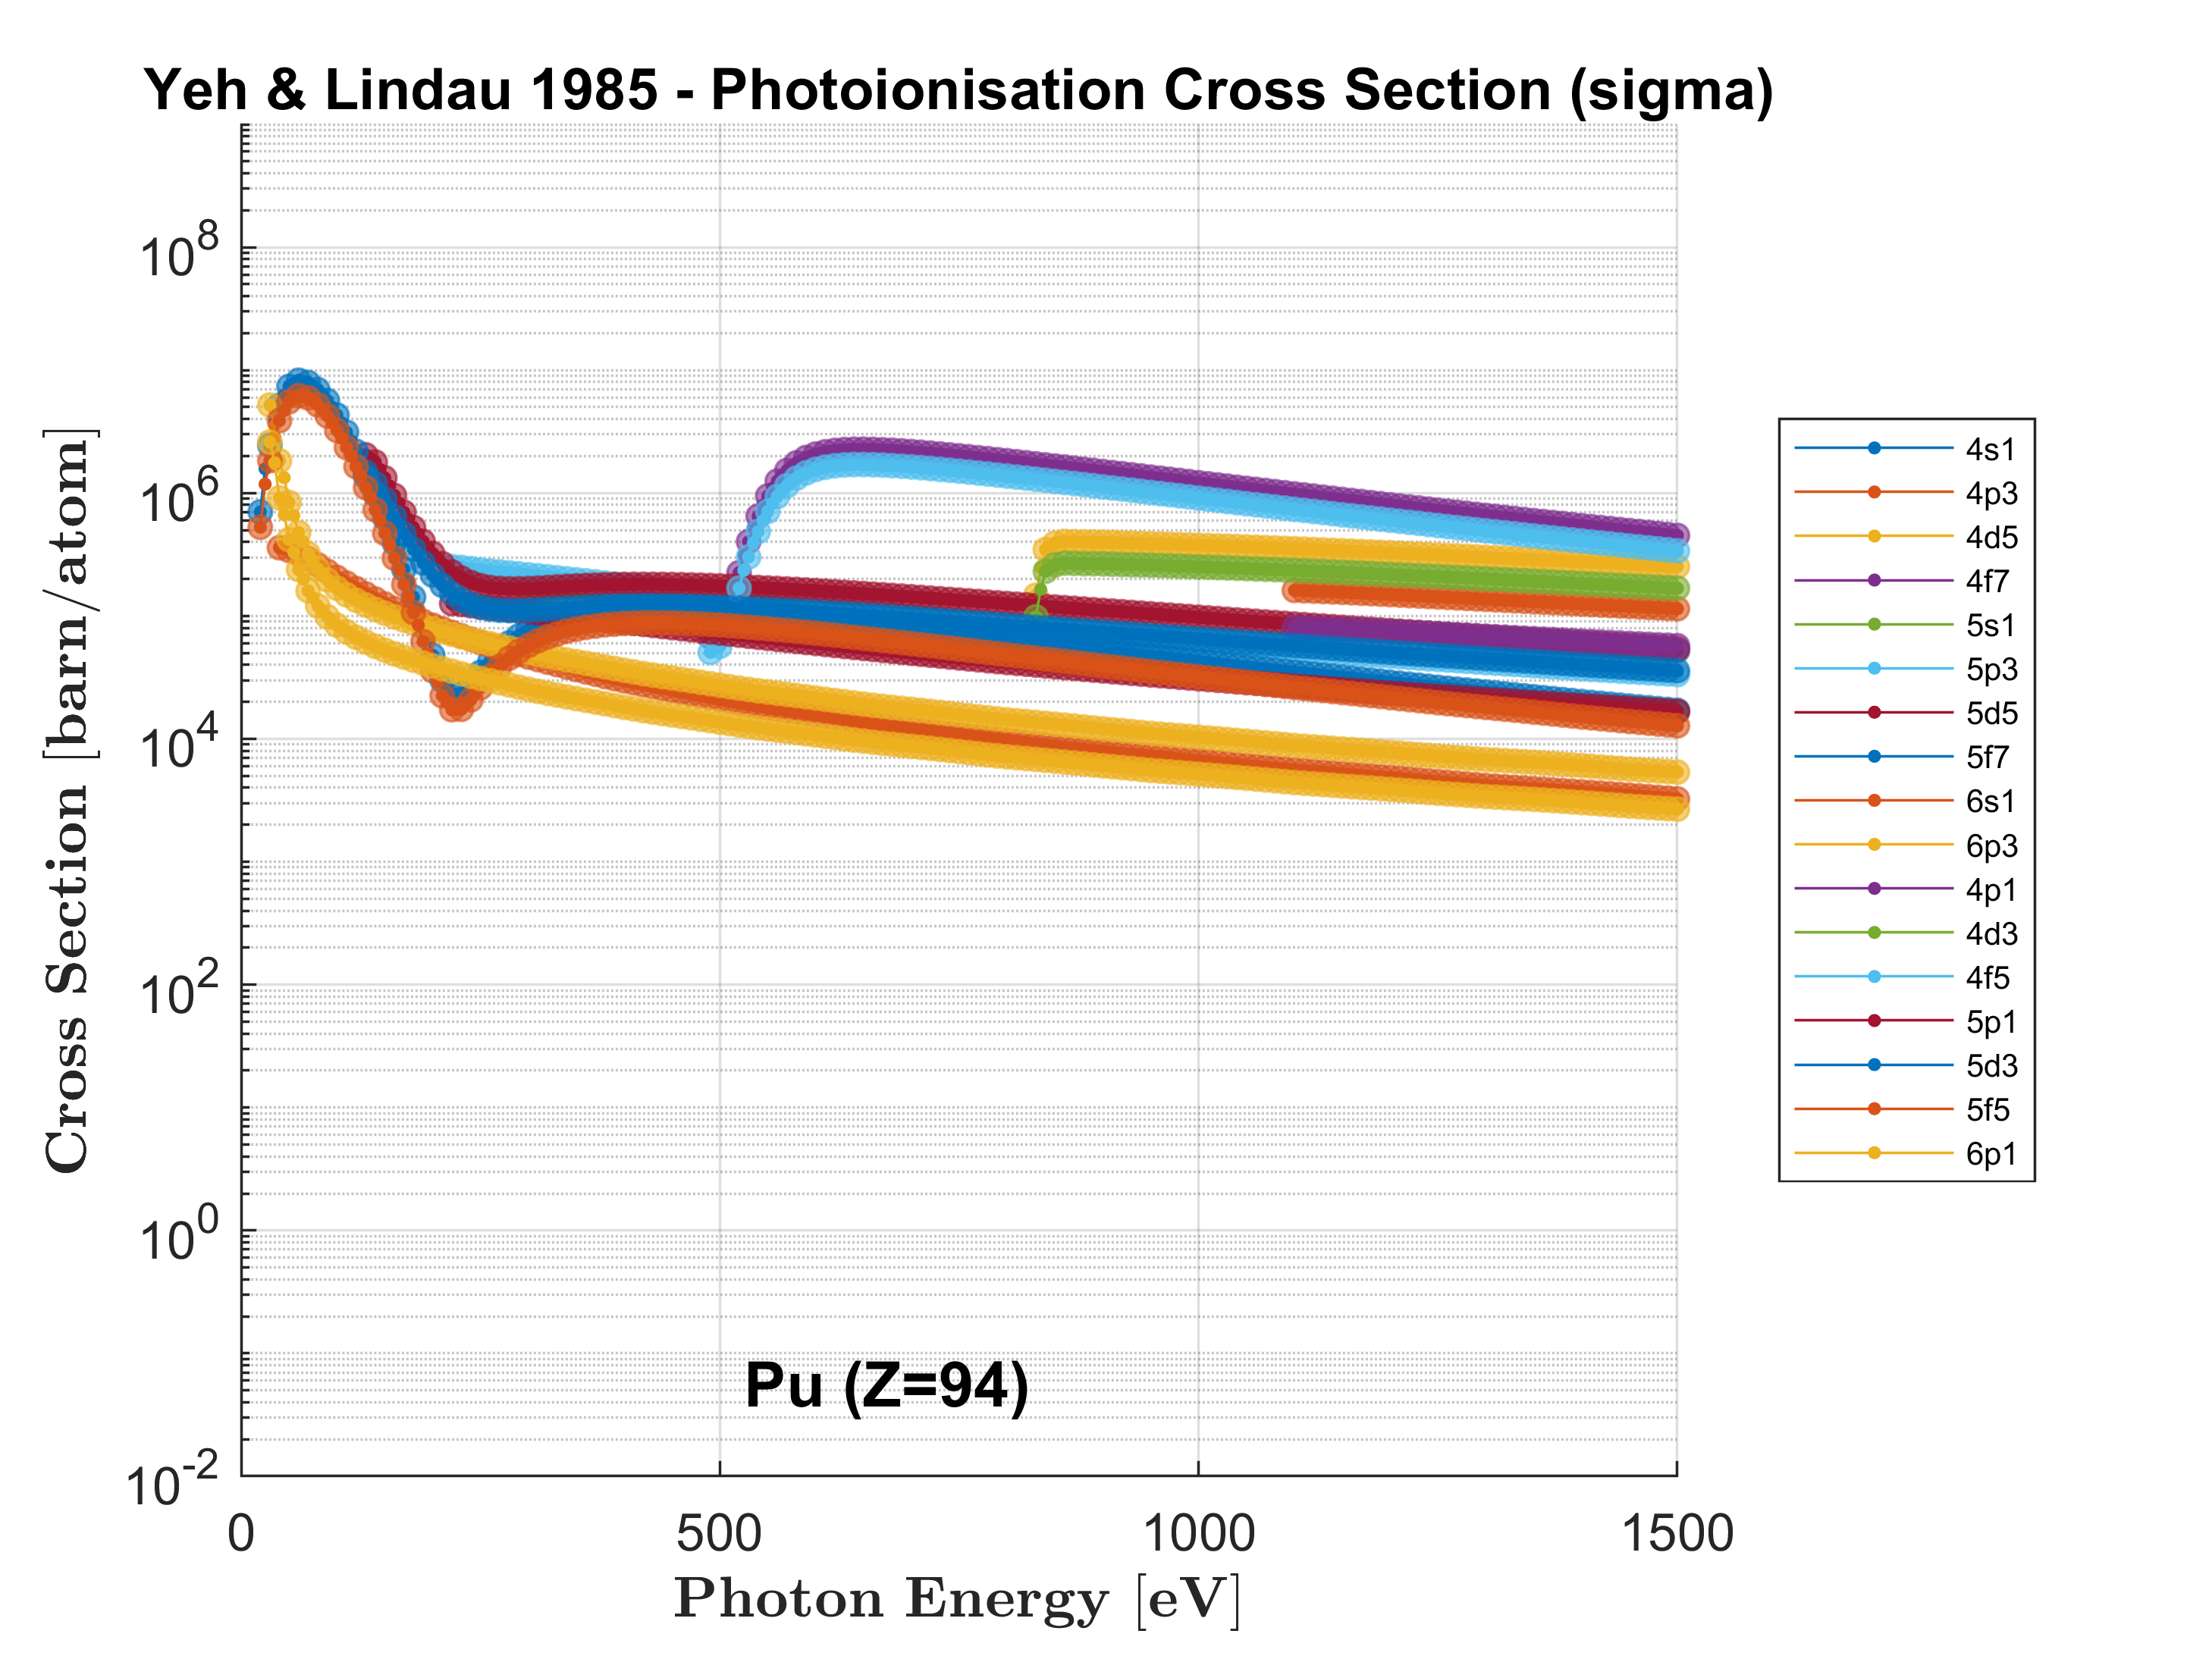 Yeh & Lindau 1985 - Photoionisation Cross Section (sigma)
10^8
10^6
10^4
10^2
10^0
10^-2
Cross Section [barn/atom]
0 500 1000 1500
Photon Energy [eV]
Pu (Z=94)
4s1
4p3
4d5
4f7
5s1
5p3
5d5
5f7
6s1
6p3
4p1
4d3
4f5
5p1
5d3
5f5
6p1